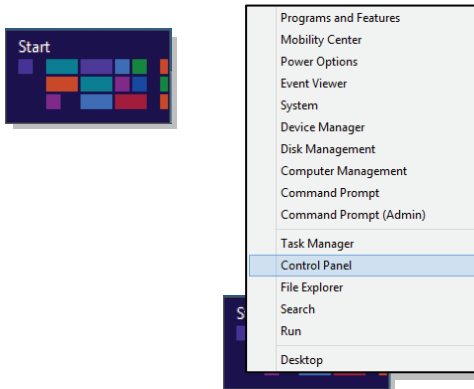 Start
Programs and Features
Mobility Center
Power Options
Event Viewer
System
Device Manager
Disk Management
Computer Management
Command Prompt
Command Prompt (Admin)
Task Manager
Control Panel
File Explorer
Search
Run
Desktop